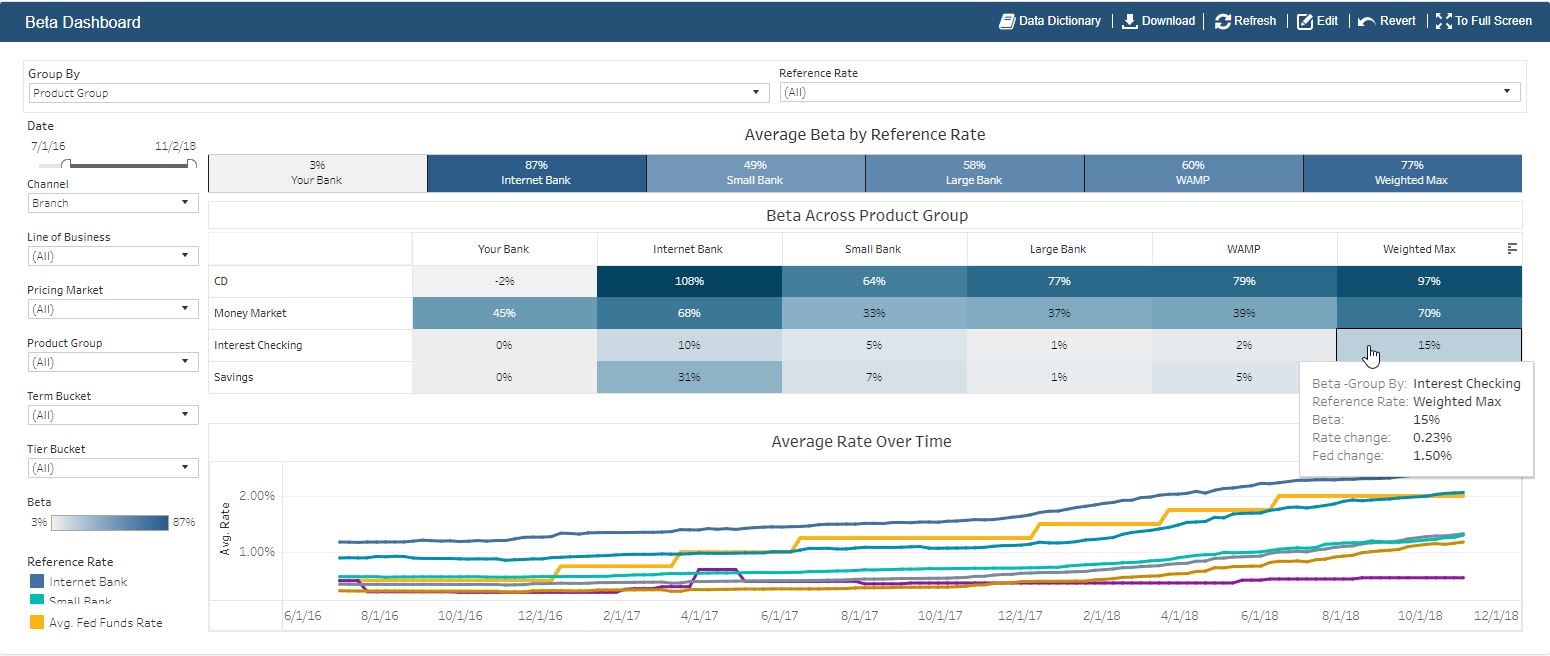 Beta Dashboard
Data Dictionary Download Refresh Edit Revert To Full Screen
Group By
Product Group
Reference Rate
(All)
Date
7/1/16 11/2/18
Channel
Branch
Line of Business
(All)
Pricing Market
(All)
Product Group
(All)
Term Bucket
(All)
Tier Bucket
(All)
Beta
3% 87%
Reference Rate
Internet Bank
Small Bank
Avg. Fed Funds Rate
Average Beta by Reference Rate
3% 87% 49% 58% 60% 77%
Your Bank Internet Bank Small Bank Large Bank WAMP Weighted Max
Beta Across Product Group
Your Bank Internet Bank Small Bank Large Bank WAMP Weighted Max
CD -2% 108% 64% 77% 79% 97%
Money Market 45% 68% 33% 37% 39% 70%
Interest Checking 0% 10% 5% 1% 2% 15%
Savings 0% 31% 7% 1% 5%
Beta -Group By: Interest Checking
Reference Rate: Weighted Max
Beta: 15%
Rate change: 0.23%
Fed change: 1.50%
Average Rate Over Time
Avg. Rate
2.00%
1.00%
6/1/16 8/1/16 10/1/16 12/1/16 2/1/17 4/1/17 6/1/17 8/1/17 10/1/17 12/1/17 2/1/18 4/1/18 6/1/18 8/1/18 10/1/18 12/1/18